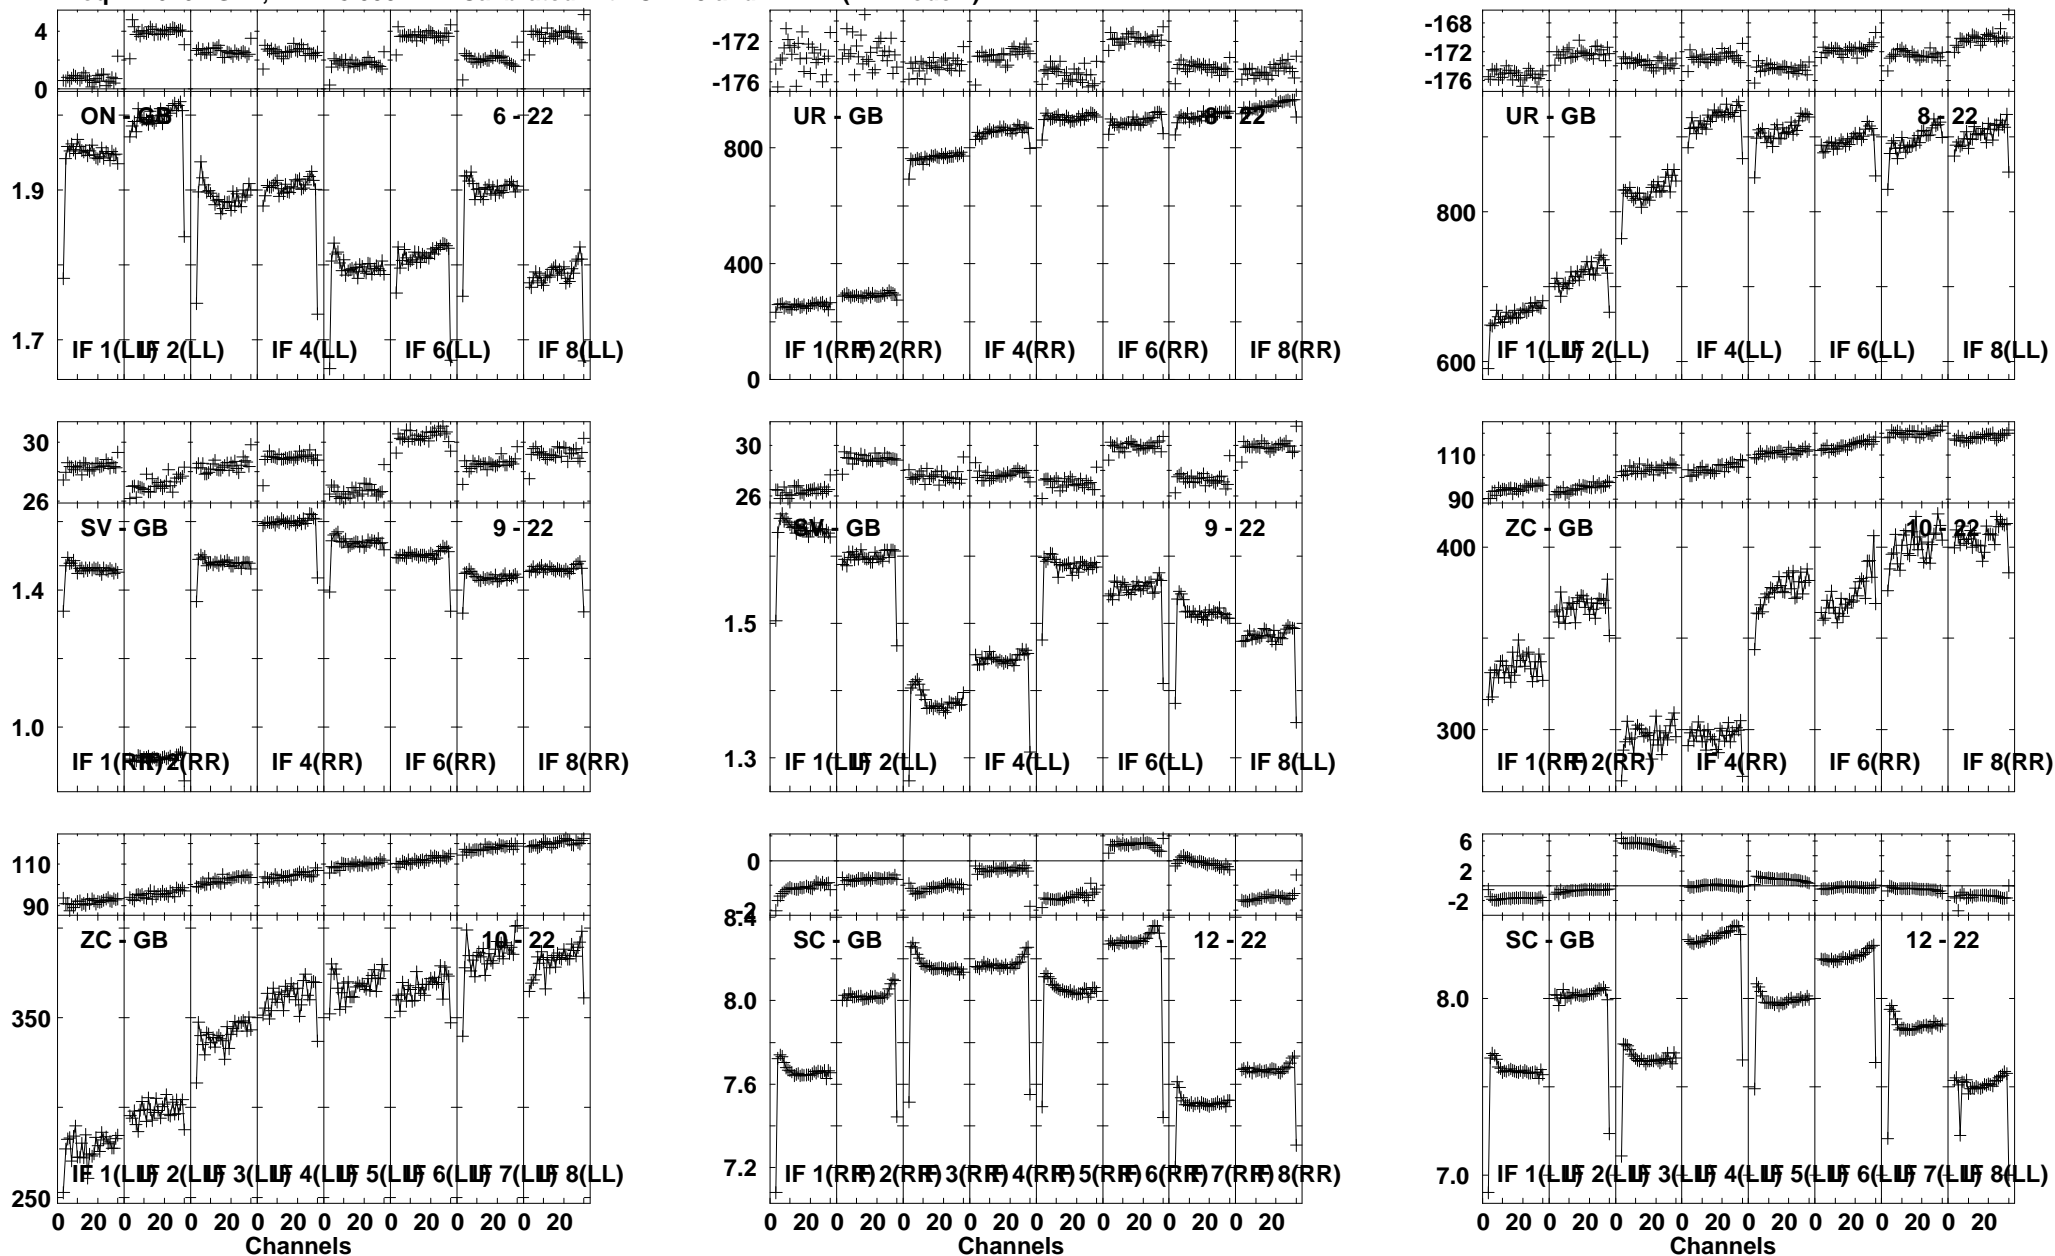 4
0
ON - GB
6 - 22
1.9
1.7
IF 1(LL) IF 2(LL) IF 4(LL) IF 6(LL) IF 8(LL)
-172
-176
UR - GB
8 - 22
800
400
0
IF 1(RR) IF 2(RR) IF 4(RR) IF 6(RR) IF 8(RR)
-168
-172
-176
UR - GB
8 - 22
800
600
IF 1(LL) IF 2(LL) IF 4(LL) IF 6(LL) IF 8(LL)
30
26
SV - GB
9 - 22
1.4
1.0
IF 1(RR) IF 2(RR) IF 4(RR) IF 6(RR) IF 8(RR)
30
26
SV - GB
9 - 22
1.5
1.3
IF 1(LL) IF 2(LL) IF 4(LL) IF 6(LL) IF 8(LL)
110
90
ZC - GB
10 - 22
400
300
IF 1(RR) IF 2(RR) IF 4(RR) IF 6(RR) IF 8(RR)
110
90
ZC - GB
10 - 22
350
250
IF 1(LL) IF 2(LL) IF 3(LL) IF 4(LL) IF 5(LL) IF 6(LL) IF 7(LL) IF 8(LL)
0 20 0 20 0 20 0 20 0 20 0 20 0 20 0 20
Channels
0
-2
8.4
SC - GB
12 - 22
8.0
7.6
7.2
IF 1(RR) IF 2(RR) IF 3(RR) IF 4(RR) IF 5(RR) IF 6(RR) IF 7(RR) IF 8(RR)
0 20 0 20 0 20 0 20 0 20 0 20 0 20 0 20
Channels
6
2
-2
SC - GB
12 - 22
8.0
7.0
IF 1(LL) IF 2(LL) IF 3(LL) IF 4(LL) IF 5(LL) IF 6(LL) IF 7(LL) IF 8(LL)
0 20 0 20 0 20 0 20 0 20 0 20 0 20 0 20
Channels